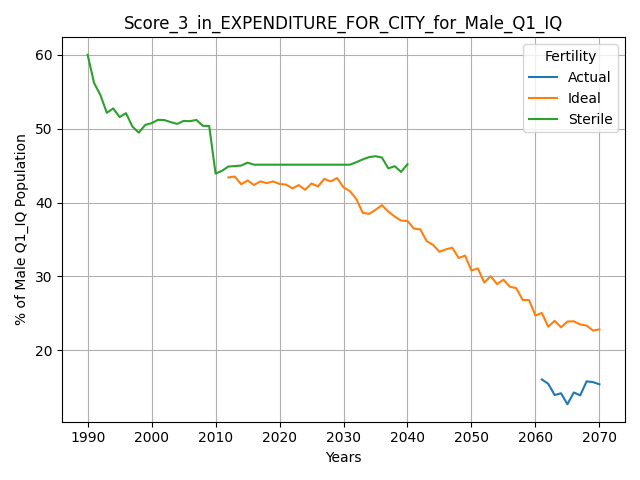 Score_3_in_EXPENDITURE_FOR_CITY_for_Male_Q1_IQ
Fertility
Actual
Ideal
Sterile
% of Male Q1_IQ Population
60
50
40
30
20
1990
2000
2010
2020
2030
2040
2050
2060
2070
Years